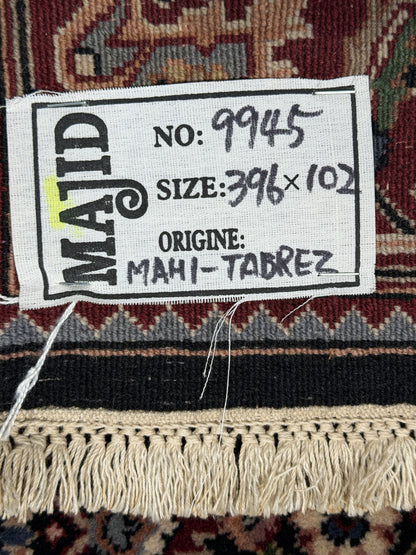 MAJID
NO: 9945
SIZE: 396 × 102
ORIGINE:
MAHI-TABREZ